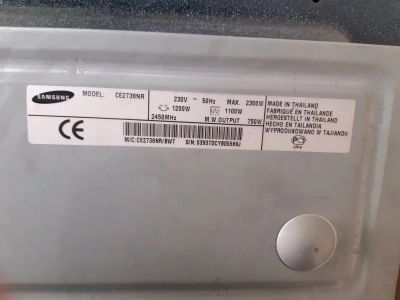 SAMSUNG
MODEL: CE2738NR
230V ~ 50Hz MAX. 2300W
1200W 1100W
2450MHz M.W.OUTPUT 750W
M/C:CE2738NR/BWT S/N:
MADE IN THAILAND
FABRIQUÉ EN THAILANDE
HERGESTELLT IN THAILAND
HECHO EN TAILANDIA
WYPRODUKOWANO W TAJLANDII
CE